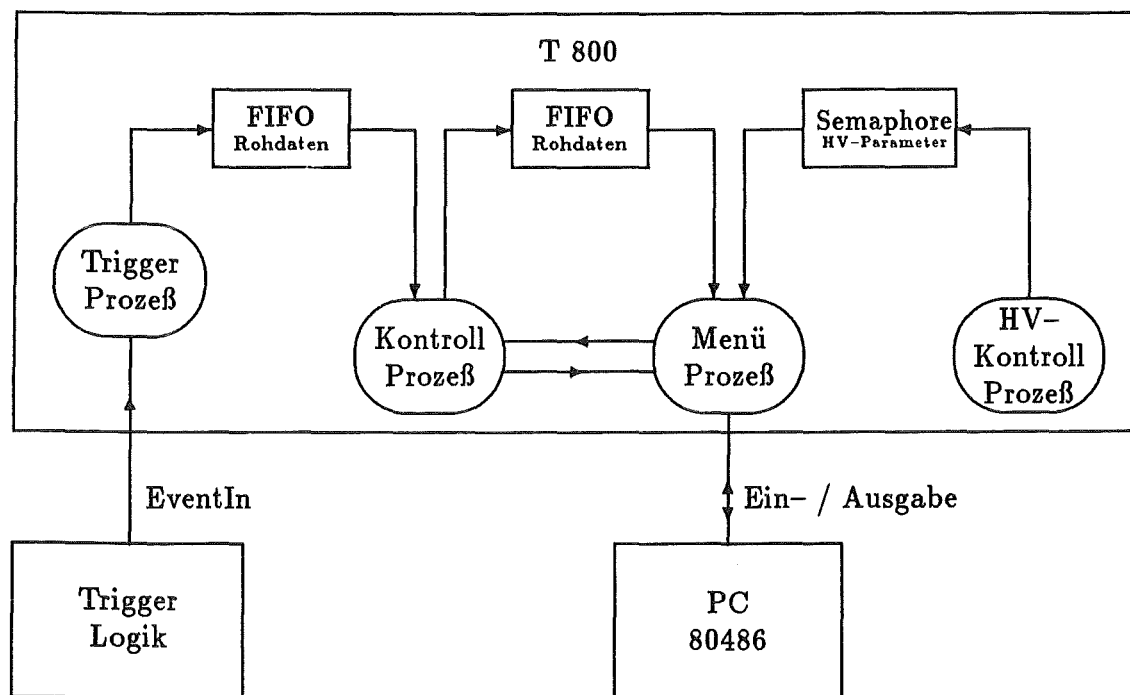 T 800
FIFO
Rohdaten
FIFO
Rohdaten
Semaphore
HV–Parameter
Trigger
Prozeß
Kontroll
Prozeß
Menü
Prozeß
HV–
Kontroll
Prozeß
EventIn
Ein– / Ausgabe
Trigger
Logik
PC
80486